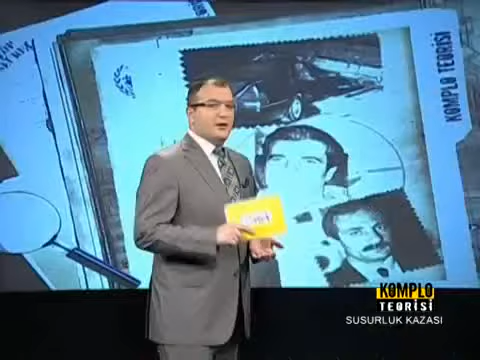 KOMPLO TEORİSİ
KOMPLO
TEORİSİ
SUSURLUK KAZASI